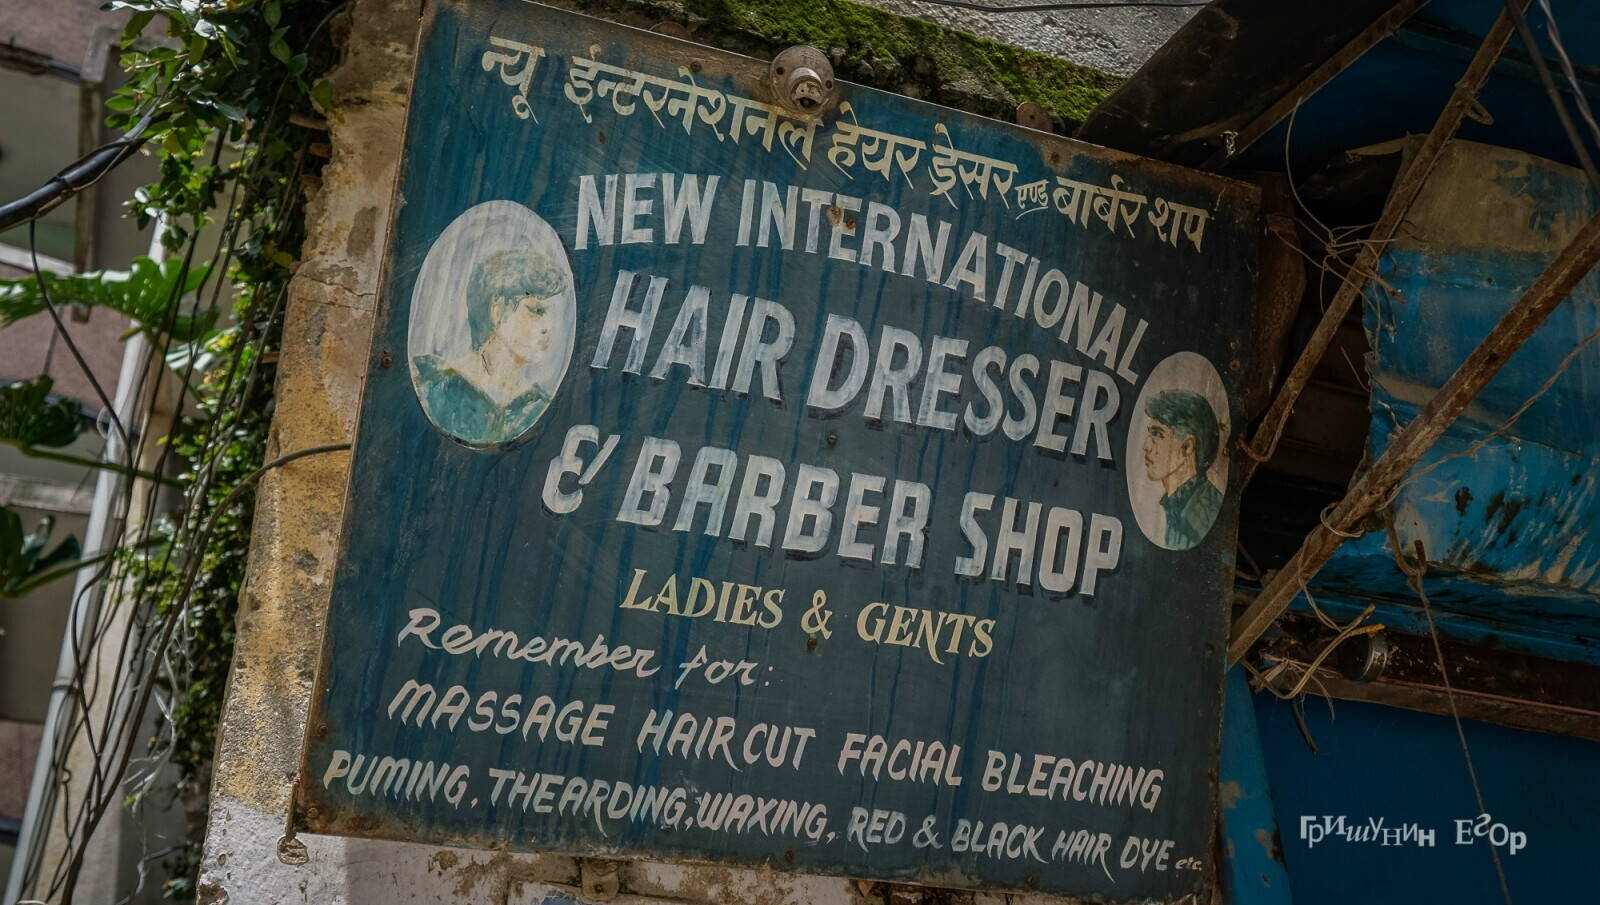 न्यू ईन्टरनेशनल हेयर ड्रेसर एण्ड बार्बर शाप
NEW INTERNATIONAL
HAIR DRESSER
& BARBER SHOP
LADIES & GENTS
Remember for:
MASSAGE HAIR CUT FACIAL BLEACHING
PUMING, THEARDING, WAXING, RED & BLACK HAIR DYE etc.
Гришунин Егор